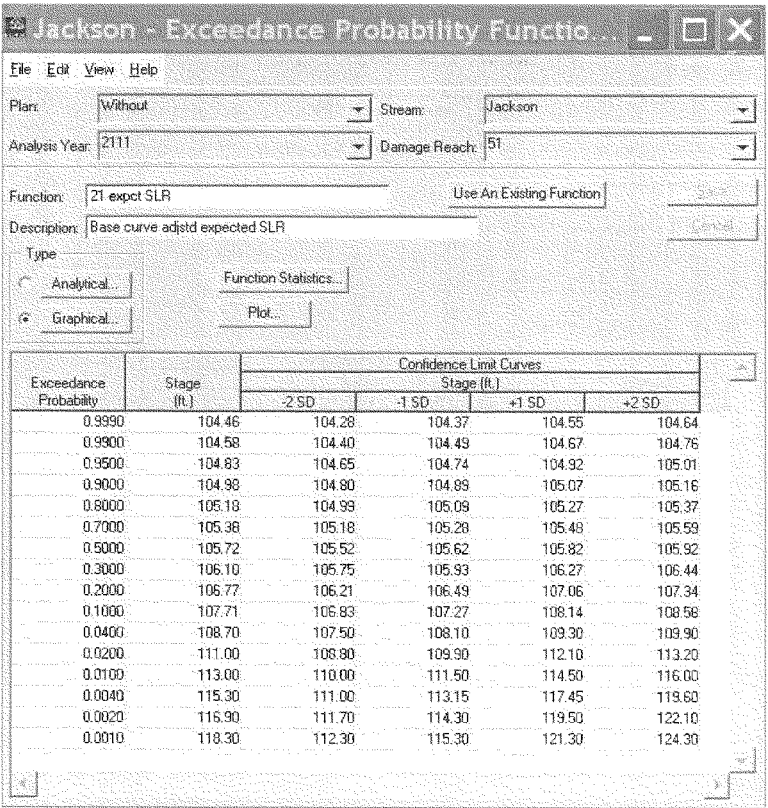 Jackson - Exceedance Probability Functio...
File Edit View Help
Plan: Without Stream: Jackson
Analysis Year: 2111 Damage Reach: 51
Function: 21 expct SLR Use An Existing Function Save
Description: Base curve adjstd expected SLR Cancel
Type
Analytical... Function Statistics...
Graphical... Plot...
Confidence Limit Curves
Exceedance Stage Stage (ft.)
Probability (ft.) -2 SD -1 SD +1 SD +2 SD
0.9990 104.46 104.28 104.37 104.55 104.64
0.9900 104.58 104.40 104.49 104.67 104.76
0.9500 104.83 104.65 104.74 104.92 105.01
0.9000 104.98 104.80 104.89 105.07 105.16
0.8000 105.18 104.99 105.09 105.27 105.37
0.7000 105.38 105.18 105.28 105.48 105.59
0.5000 105.72 105.52 105.62 105.82 105.92
0.3000 106.10 105.75 105.93 106.27 106.44
0.2000 106.77 106.21 106.49 107.06 107.34
0.1000 107.71 106.83 107.27 108.14 108.58
0.0400 108.70 107.50 108.10 109.30 109.90
0.0200 111.00 108.80 109.90 112.10 113.20
0.0100 113.00 110.00 111.50 114.50 116.00
0.0040 115.30 111.00 113.15 117.45 119.60
0.0020 116.90 111.70 114.30 119.50 122.10
0.0010 118.30 112.30 115.30 121.30 124.30